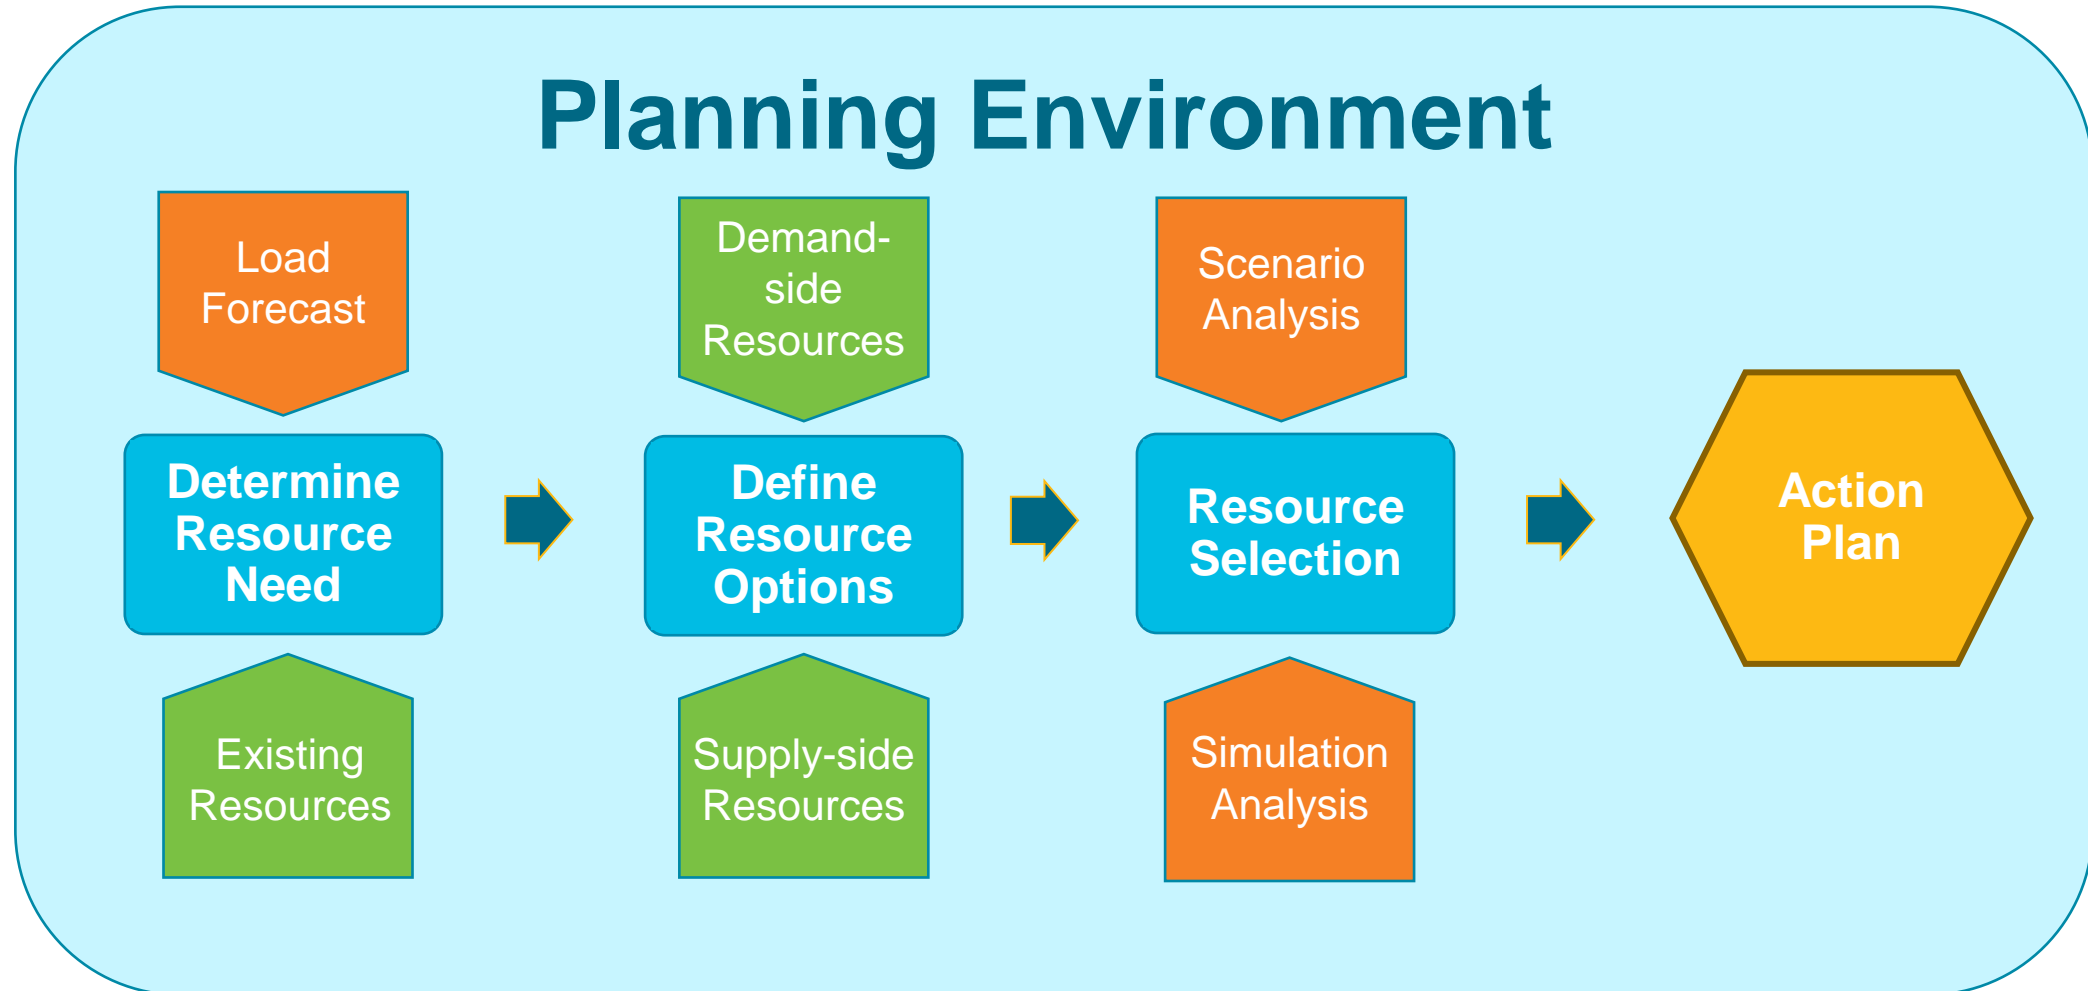 Planning Environment
Load
Forecast
Demand-
side
Resources
Scenario
Analysis
Determine
Resource
Need
Define
Resource
Options
Resource
Selection
Action
Plan
Existing
Resources
Supply-side
Resources
Simulation
Analysis